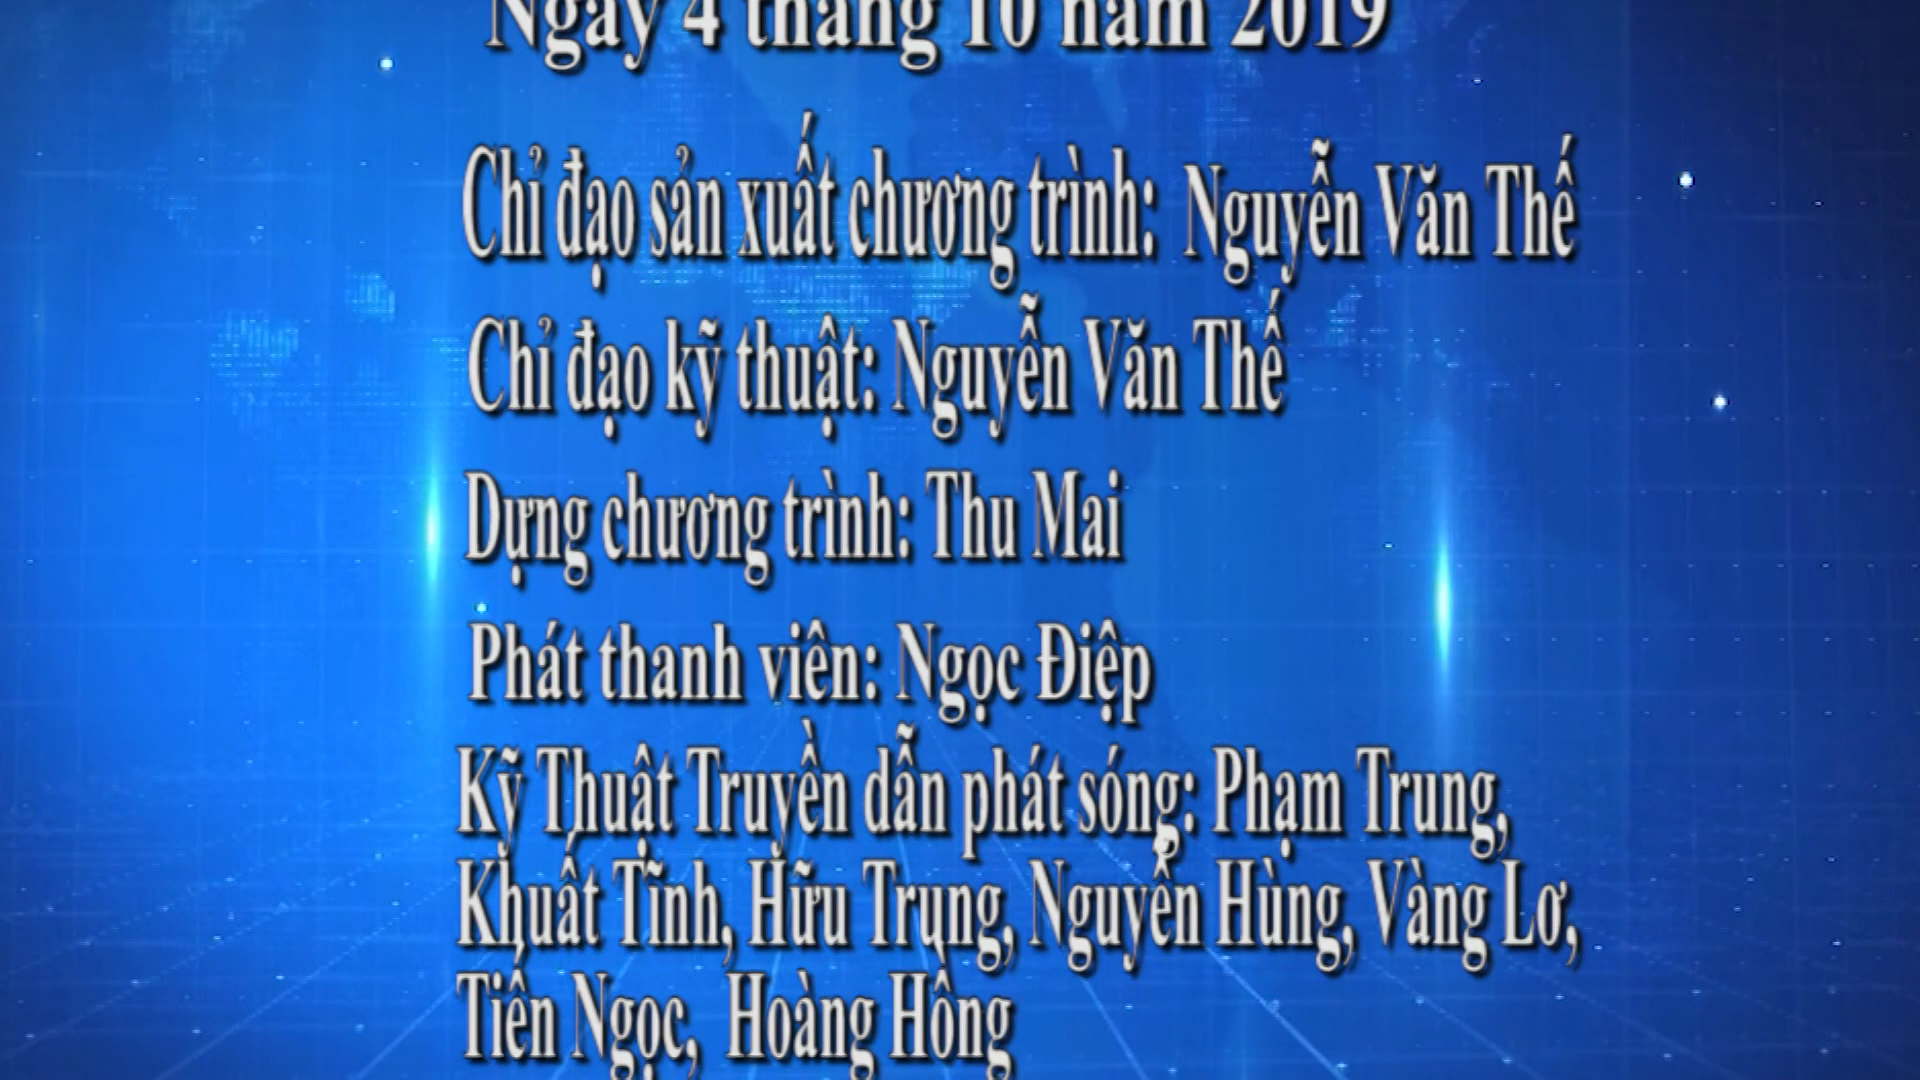 Ngày 4 tháng 10 năm 2019
Chỉ đạo sản xuất chương trình: Nguyễn Văn Thế
Chỉ đạo kỹ thuật: Nguyễn Văn Thế
Dựng chương trình: Thu Mai
Phát thanh viên: Ngọc Điệp
Kỹ Thuật Truyền dẫn phát sóng: Phạm Trung,
Khuất Tĩnh, Hữu Trung, Nguyễn Hùng, Vàng Lơ,
Tiến Ngọc, Hoàng Hồng